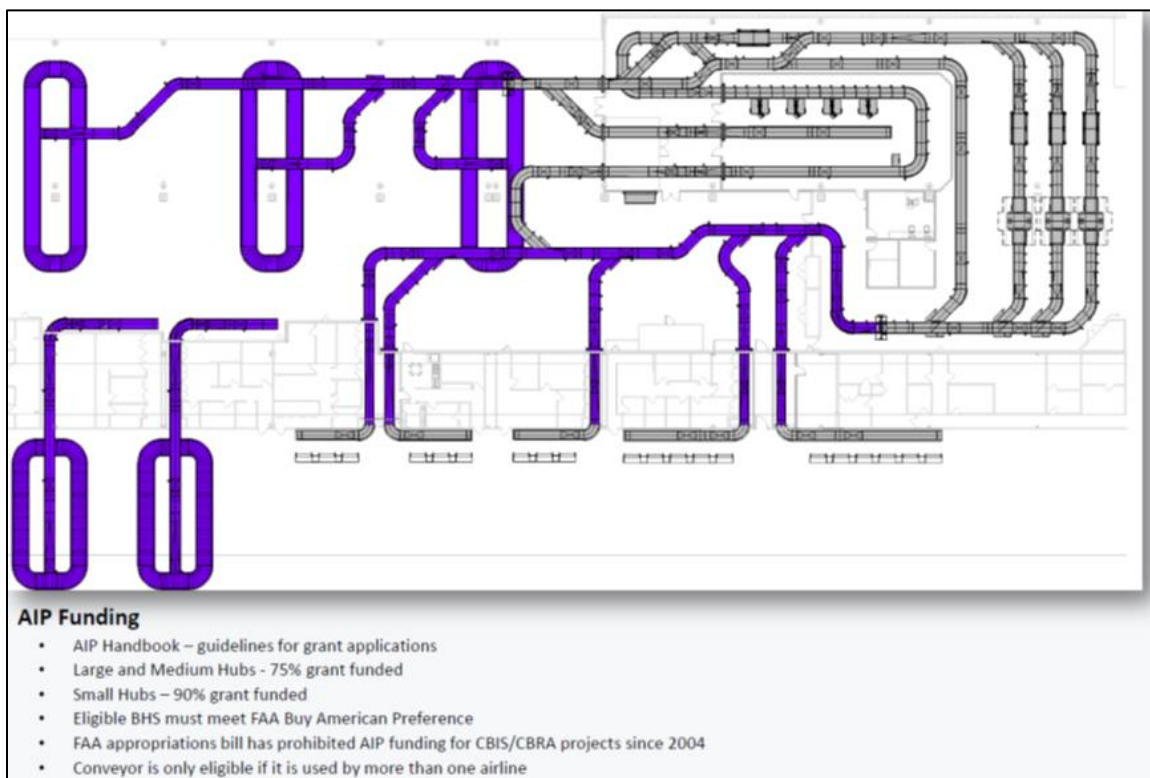 AIP Funding
• AIP Handbook – guidelines for grant applications
• Large and Medium Hubs - 75% grant funded
• Small Hubs – 90% grant funded
• Eligible BHS must meet FAA Buy American Preference
• FAA appropriations bill has prohibited AIP funding for CBIS/CBRA projects since 2004
• Conveyor is only eligible if it is used by more than one airline